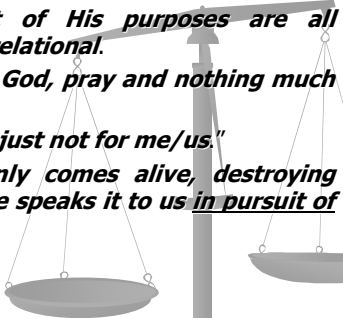 t of His purposes are all
relational.
God, pray and nothing much
just not for me/us."
nly comes alive, destroying
e speaks it to us in pursuit of